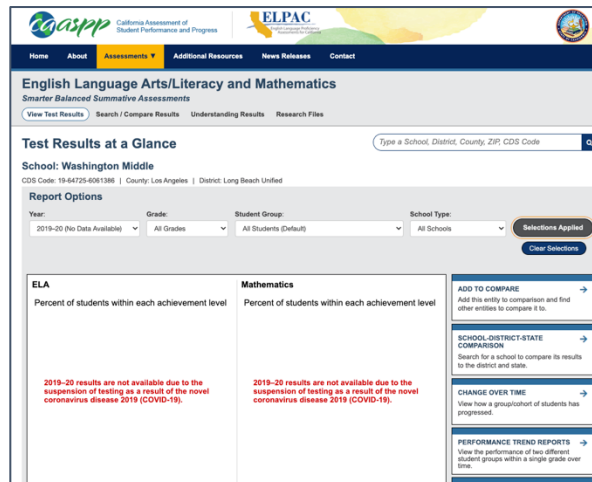 caaspp
California Assessment of
Student Performance and Progress
ELPAC
English Language Proficiency
Assessments for California
Home About Assessments ▼ Additional Resources News Releases Contact
English Language Arts/Literacy and Mathematics
Smarter Balanced Summative Assessments
View Test Results Search / Compare Results Understanding Results Research Files
Test Results at a Glance
Type a School, District, County, ZIP, CDS Code
School: Washington Middle
CDS Code: 19-64725-6061386 | County: Los Angeles | District: Long Beach Unified
Report Options
Year: Grade: Student Group: School Type:
2019–20 (No Data Available) All Grades All Students (Default) All Schools Selections Applied
Clear Selections
ELA
Percent of students within each achievement level
2019–20 results are not available due to the
suspension of testing as a result of the novel
coronavirus disease 2019 (COVID-19).
Mathematics
Percent of students within each achievement level
2019–20 results are not available due to the
suspension of testing as a result of the novel
coronavirus disease 2019 (COVID-19).
ADD TO COMPARE →
Add this entity to comparison and find
other entities to compare it to.
SCHOOL-DISTRICT-STATE
COMPARISON →
Search for a school to compare its results
to the district and state.
CHANGE OVER TIME →
View how a group/cohort of students has
progressed.
PERFORMANCE TREND REPORTS →
View the performance of two different
student groups within a single grade over
time.